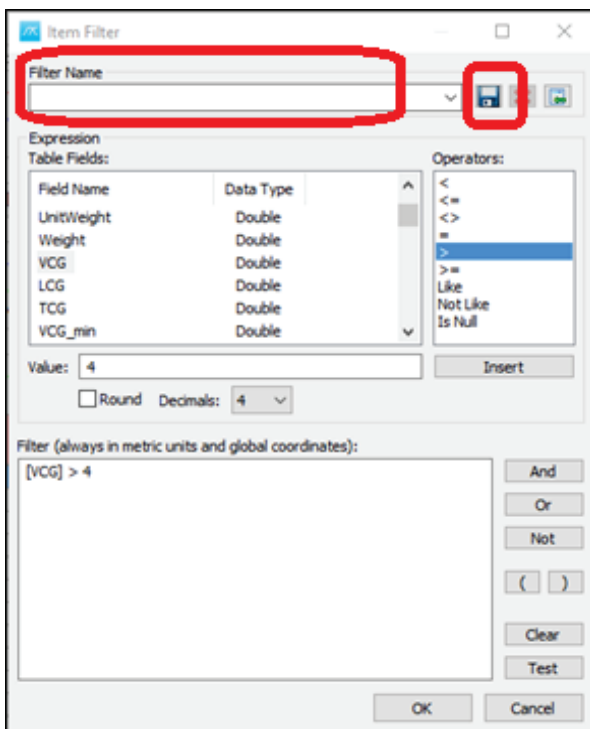 Item Filter
Filter Name
Expression
Table Fields:
Operators:
Field Name Data Type
UnitWeight Double
Weight Double
VCG Double
LCG Double
TCG Double
VCG_min Double
<
<=
<>
=
>
>=
Like
Not Like
Is Null
Value: 4
Insert
Round Decimals: 4
Filter (always in metric units and global coordinates):
[VCG] > 4
And
Or
Not
( )
Clear
Test
OK Cancel